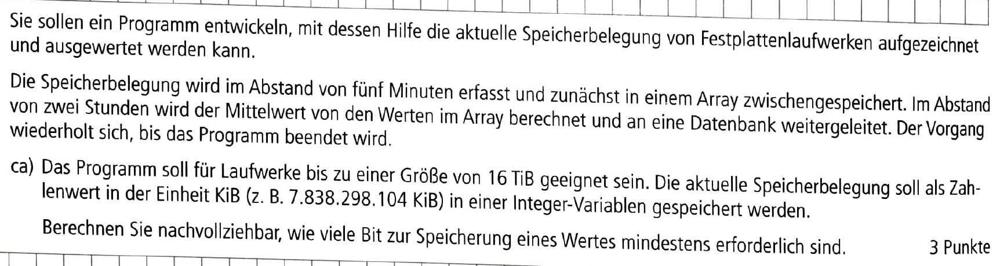 Sie sollen ein Programm entwickeln, mit dessen Hilfe die aktuelle Speicherbelegung von Festplattenlaufwerken aufgezeichnet
und ausgewertet werden kann.
Die Speicherbelegung wird im Abstand von fünf Minuten erfasst und zunächst in einem Array zwischengespeichert. Im Abstand
von zwei Stunden wird der Mittelwert von den Werten im Array berechnet und an eine Datenbank weitergeleitet. Der Vorgang
wiederholt sich, bis das Programm beendet wird.
ca) Das Programm soll für Laufwerke bis zu einer Größe von 16 TiB geeignet sein. Die aktuelle Speicherbelegung soll als Zah-
lenwert in der Einheit KiB (z. B. 7.838.298.104 KiB) in einer Integer-Variablen gespeichert werden.
Berechnen Sie nachvollziehbar, wie viele Bit zur Speicherung eines Wertes mindestens erforderlich sind. 3 Punkte